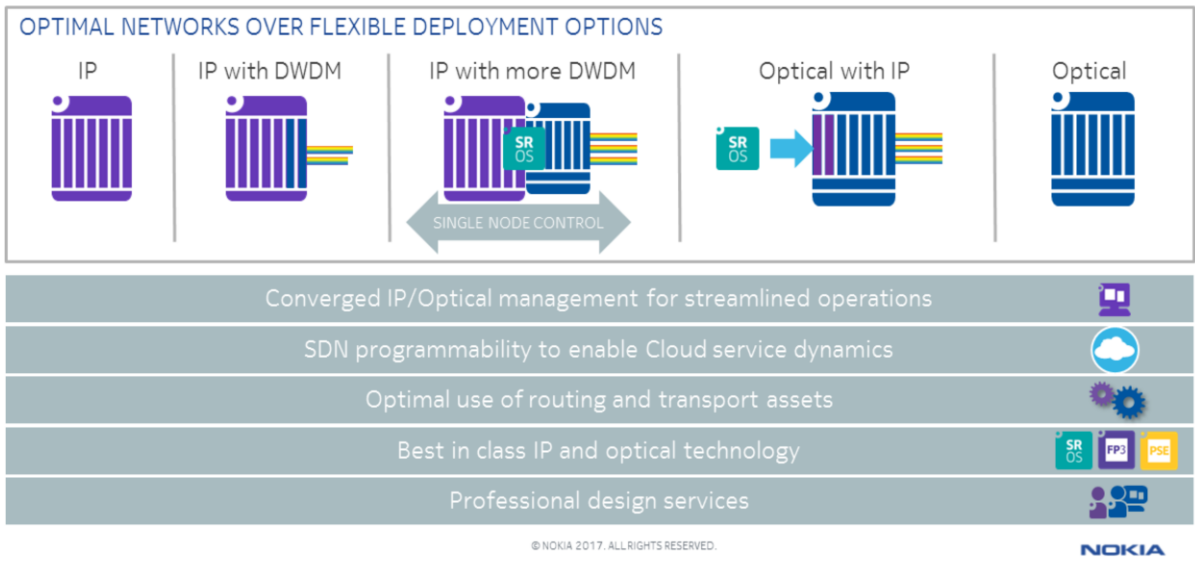 OPTIMAL NETWORKS OVER FLEXIBLE DEPLOYMENT OPTIONS
IP
IP with DWDM
IP with more DWDM
Optical with IP
Optical
SR
OS
SR
OS
SINGLE NODE CONTROL
Converged IP/Optical management for streamlined operations
SDN programmability to enable Cloud service dynamics
Optimal use of routing and transport assets
Best in class IP and optical technology
SR
OS
FP3
PSE
Professional design services
© NOKIA 2017. ALL RIGHTS RESERVED.
NOKIA